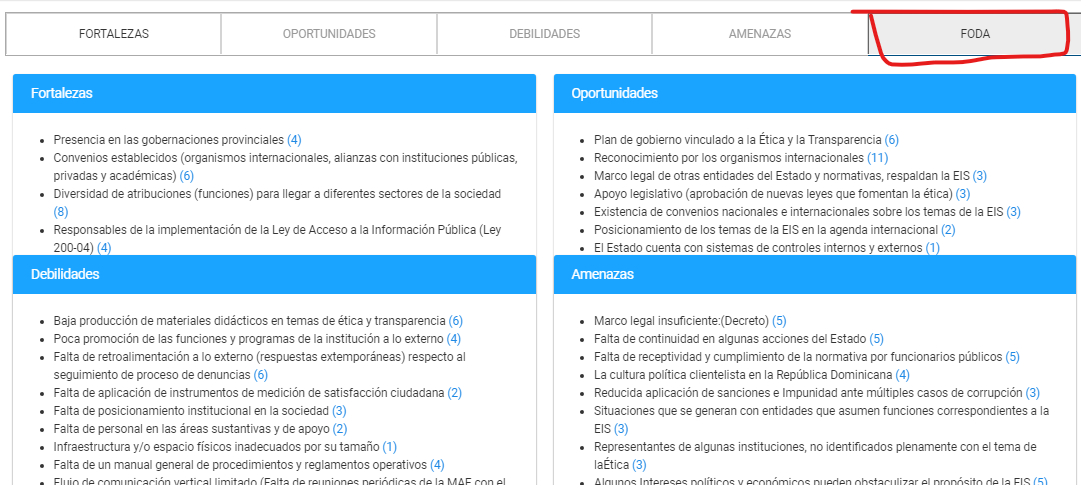 FORTALEZAS
OPORTUNIDADES
DEBILIDADES
AMENAZAS
FODA
Fortalezas
Presencia en las gobernaciones provinciales (4)
Convenios establecidos (organismos internacionales, alianzas con instituciones públicas,
privadas y académicas) (6)
Diversidad de atribuciones (funciones) para llegar a diferentes sectores de la sociedad
(8)
Responsables de la implementación de la Ley de Acceso a la Información Pública (Ley
200-04) (4)
Oportunidades
Plan de gobierno vinculado a la Ética y la Transparencia (6)
Reconocimiento por los organismos internacionales (11)
Marco legal de otras entidades del Estado y normativas, respaldan la EIS (3)
Apoyo legislativo (aprobación de nuevas leyes que fomentan la ética) (3)
Existencia de convenios nacionales e internacionales sobre los temas de la EIS (3)
Posicionamiento de los temas de la EIS en la agenda internacional (2)
El Estado cuenta con sistemas de controles internos y externos (1)
Debilidades
Baja producción de materiales didácticos en temas de ética y transparencia (6)
Poca promoción de las funciones y programas de la institución a lo externo (4)
Falta de retroalimentación a lo externo (respuestas extemporáneas) respecto al
seguimiento de proceso de denuncias (6)
Falta de aplicación de instrumentos de medición de satisfacción ciudadana (2)
Falta de posicionamiento institucional en la sociedad (3)
Falta de personal en las áreas sustantivas y de apoyo (2)
Infraestructura y/o espacio físicos inadecuados por su tamaño (1)
Falta de un manual general de procedimientos y reglamentos operativos (4)
Flujo de comunicación vertical limitado (Falta de reuniones periódicas de la MAE con el
Amenazas
Marco legal insuficiente:(Decreto) (5)
Falta de continuidad en algunas acciones del Estado (5)
Falta de receptividad y cumplimiento de la normativa por funcionarios públicos (5)
La cultura política clientelista en la República Dominicana (4)
Reducida aplicación de sanciones e Impunidad ante múltiples casos de corrupción (3)
Situaciones que se generan con entidades que asumen funciones correspondientes a la
EIS (3)
Representantes de algunas instituciones, no identificados plenamente con el tema de
laÉtica (3)
Algunos Intereses políticos y económicos pueden obstaculizar el propósito de la EIS (5)